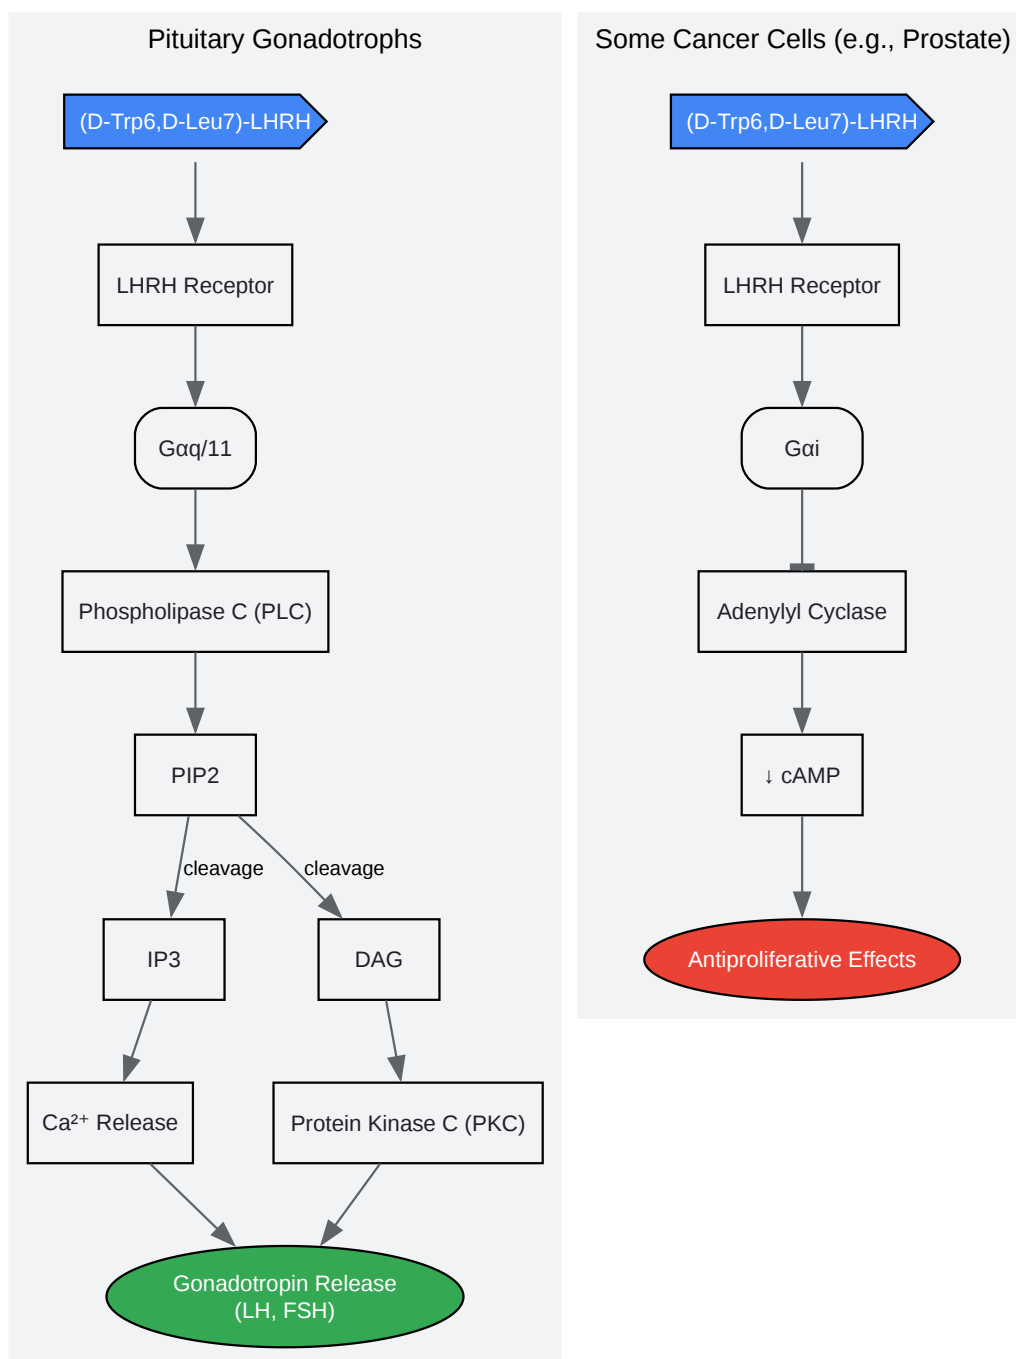 Pituitary Gonadotrophs
(D-Trp6,D-Leu7)-LHRH
LHRH Receptor
Gαq/11
Phospholipase C (PLC)
PIP2
cleavage
cleavage
IP3
DAG
Ca²⁺ Release
Protein Kinase C (PKC)
Gonadotropin Release
(LH, FSH)
Some Cancer Cells (e.g., Prostate)
(D-Trp6,D-Leu7)-LHRH
LHRH Receptor
Gαi
Adenylyl Cyclase
↓ cAMP
Antiproliferative Effects